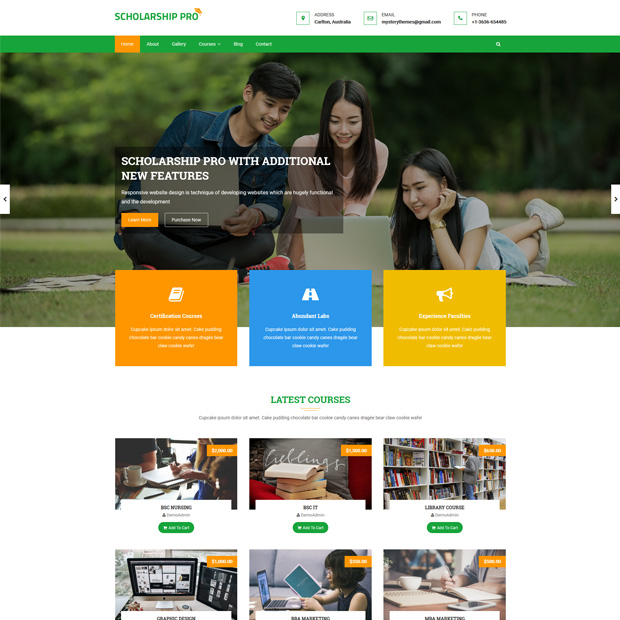 SCHOLARSHIP PRO
ADDRESS
Carlton, Australia
EMAIL
mysterythemes@gmail.com
PHONE
+1-3636-654485
Home About Gallery Courses Blog Contact
SCHOLARSHIP PRO WITH ADDITIONAL
NEW FEATURES
Responsive website design is technique of developing websites which are hugely functional
and the development
Learn More Purchase Now
Certification Courses
Cupcake ipsum dolor sit amet. Cake pudding
chocolate bar cookie candy canes dragée bear
claw cookie wafer
Abundant Labs
Cupcake ipsum dolor sit amet. Cake pudding
chocolate bar cookie candy canes dragée bear
claw cookie wafer
Experience Faculties
Cupcake ipsum dolor sit amet. Cake pudding
chocolate bar cookie candy canes dragée bear
claw cookie wafer
LATEST COURSES
Cupcake ipsum dolor sit amet. Cake pudding chocolate bar cookie candy canes dragée bear claw cookie wafer
$2,000.00
BSC NURSING
DemoAdmin
Add To Cart
lieblings
$1,500.00
BSC IT
DemoAdmin
Add To Cart
$650.00
LIBRARY COURSE
DemoAdmin
Add To Cart
$1,000.00
GRAPHIC DESIGN
$350.00
BBA MARKETING
$500.00
MBA MARKETING